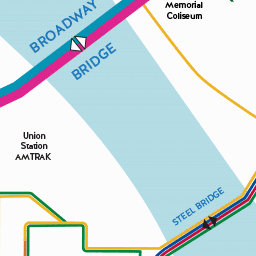 Memorial
Coliseum
BROADWAY
BRIDGE
Union
Station
AMTRAK
STEEL BRIDGE